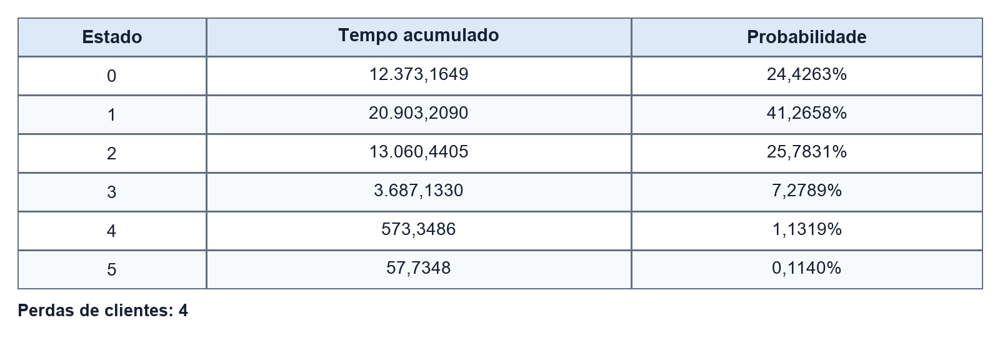 Estado Tempo acumulado Probabilidade
0 12.373,1649 24,4263%
1 20.903,2090 41,2658%
2 13.060,4405 25,7831%
3 3.687,1330 7,2789%
4 573,3486 1,1319%
5 57,7348 0,1140%
Perdas de clientes: 4